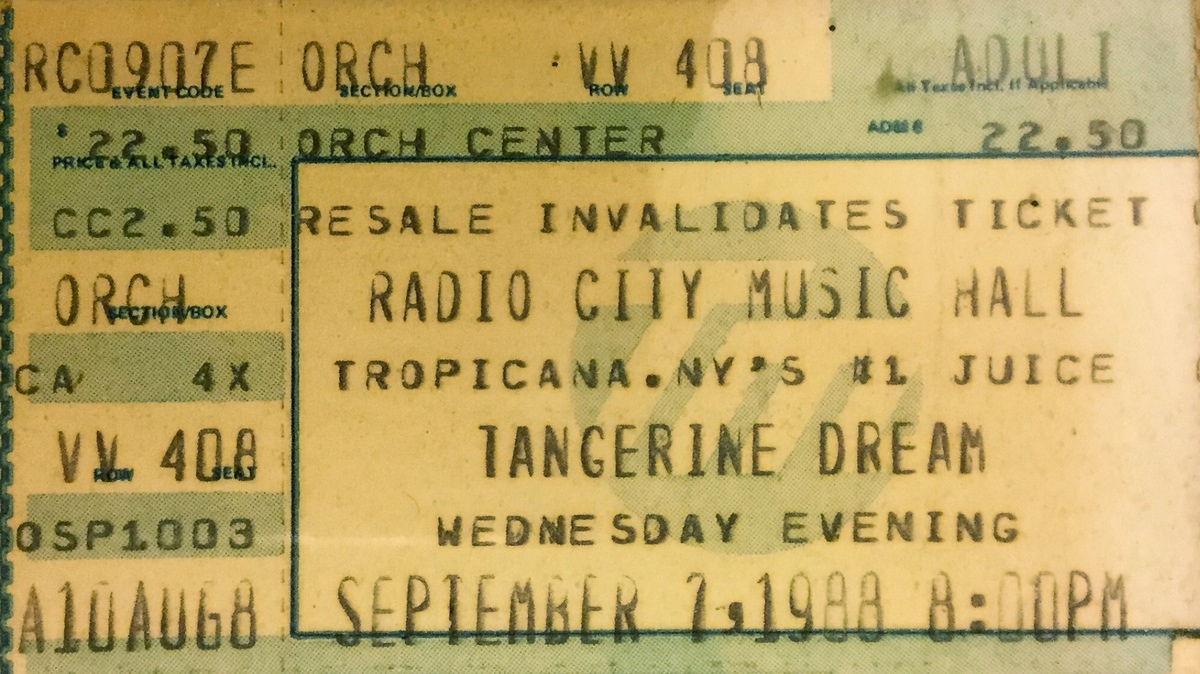 RC0907E ORCH VV 408 ADULT
EVENT CODE SECTION/BOX ROW SEAT All Taxes Incl. If Applicable
$ 22.50 ORCH CENTER 22.50
PRICE & ALL TAXES INCL.
CC2.50 RESALE INVALIDATES TICKET
ORCH RADIO CITY MUSIC HALL
SECTION/BOX
CA 4X TROPICANA.NY'S #1 JUICE
VV 408 TANGERINE DREAM
ROW SEAT
OSP1003 WEDNESDAY EVENING
A10AUG8 SEPTEMBER 7,1988 8:00PM